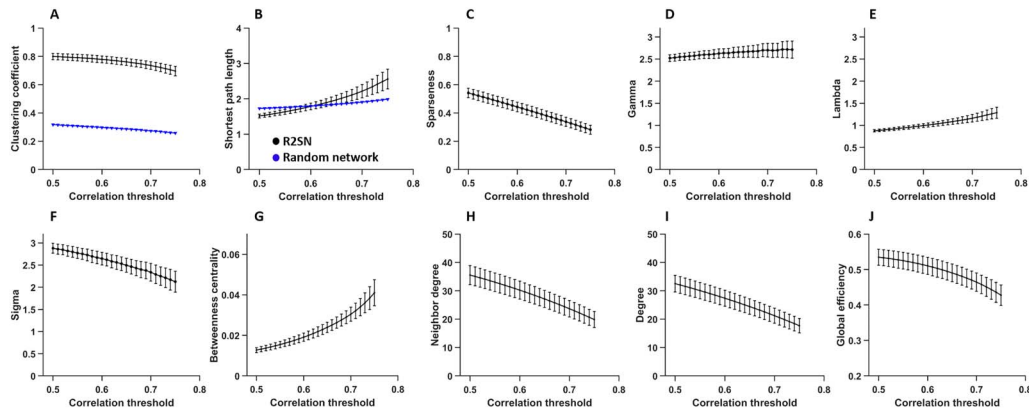 A
Clustering coefficient
1
0.8
0.6
0.4
0.2
0
0.5 0.6 0.7 0.8
Correlation threshold
B
Shortest path length
4
3
2
1
0
R2SN
Random network
0.5 0.6 0.7 0.8
Correlation threshold
C
Sparseness
1
0.8
0.6
0.4
0.2
0
0.5 0.6 0.7 0.8
Correlation threshold
D
Gamma
3
2.5
2
1.5
1
0.5
0
0.5 0.6 0.7 0.8
Correlation threshold
E
Lambda
3
2.5
2
1.5
1
0.5
0
0.5 0.6 0.7 0.8
Correlation threshold
F
Sigma
3
2.5
2
1.5
1
0.5
0
0.5 0.6 0.7 0.8
Correlation threshold
G
Betweenness centrality
0.06
0.04
0.02
0
0.5 0.6 0.7 0.8
Correlation threshold
H
Neighbor degree
50
40
30
20
10
0
0.5 0.6 0.7 0.8
Correlation threshold
I
Degree
50
40
30
20
10
0
0.5 0.6 0.7 0.8
Correlation threshold
J
Global efficiency
0.6
0.5
0.4
0.3
0.2
0.5 0.6 0.7 0.8
Correlation threshold